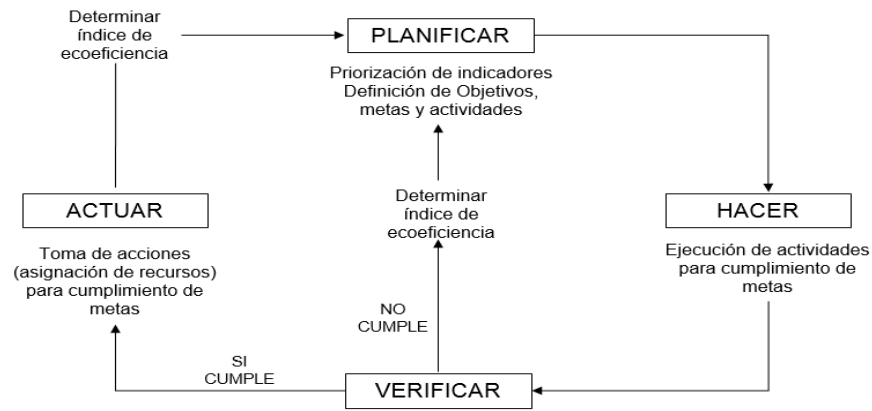 Determinar
índice de
ecoeficiencia
PLANIFICAR
Priorización de indicadores
Definición de Objetivos,
metas y actividades
ACTUAR
Toma de acciones
(asignación de recursos)
para cumplimiento de
metas
Determinar
índice de
ecoeficiencia
HACER
Ejecución de actividades
para cumplimiento de
metas
NO
CUMPLE
SI
CUMPLE
VERIFICAR